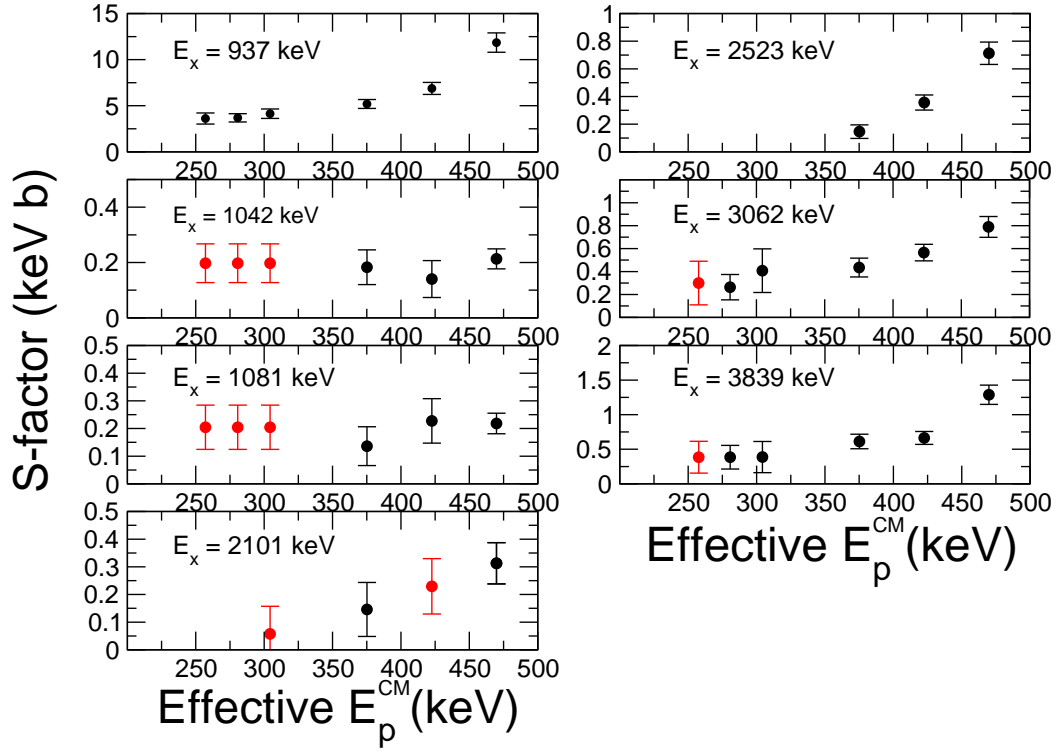 S-factor (keV b)
15
10
5
0
E_x = 937 keV
250 300 350 400 450 500
0.4
0.2
0
E_x = 1042 keV
250 300 350 400 450 500
0.5
0.4
0.3
0.2
0.1
0
E_x = 1081 keV
250 300 350 400 450 500
0.5
0.4
0.3
0.2
0.1
0
E_x = 2101 keV
250 300 350 400 450 500
Effective E_p^CM(keV)
1
0.8
0.6
0.4
0.2
0
E_x = 2523 keV
250 300 350 400 450 500
1
0.8
0.6
0.4
0.2
0
E_x = 3062 keV
250 300 350 400 450 500
2
1.5
1
0.5
0
E_x = 3839 keV
250 300 350 400 450 500
Effective E_p^CM(keV)